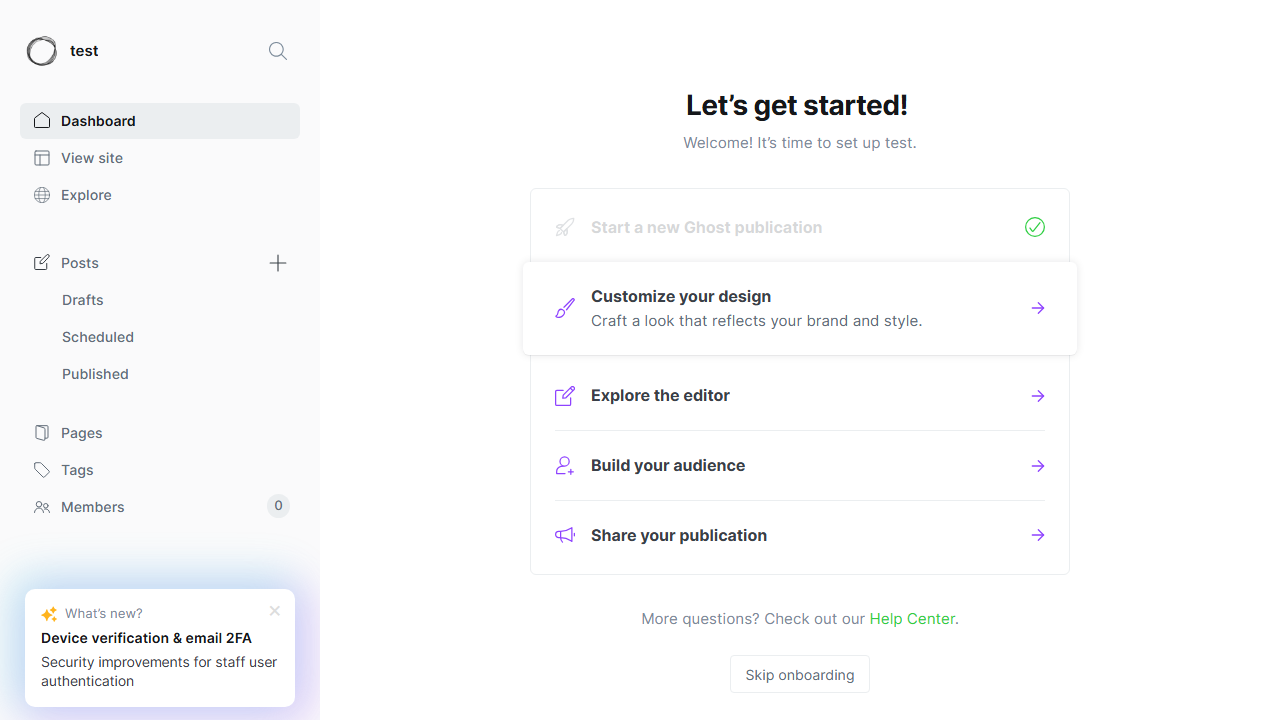 test
Dashboard
View site
Explore
Posts
Drafts
Scheduled
Published
Pages
Tags
Members 0
What's new?
Device verification & email 2FA
Security improvements for staff user
authentication
Let's get started!
Welcome! It's time to set up test.
Start a new Ghost publication
Customize your design
Craft a look that reflects your brand and style.
Explore the editor
Build your audience
Share your publication
More questions? Check out our Help Center.
Skip onboarding